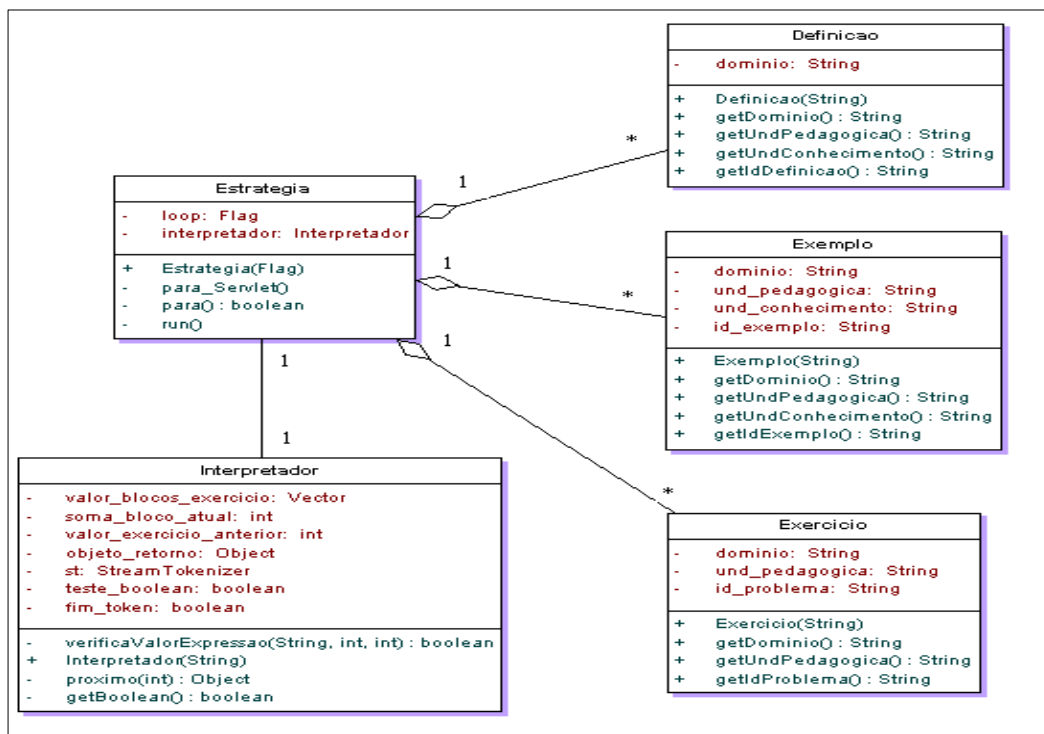 Definicao
- dominio: String
+ Definicao(String)
+ getDominio() : String
+ getUndPedagogica() : String
+ getUndConhecimento() : String
+ getIdDefinicao() : String
*
1
Estrategia
- loop: Flag
- interpretador: Interpretador
+ Estrategia(Flag)
- para_Servlet()
- para() : boolean
- run()
1
*
1
Exemplo
- dominio: String
- und_pedagogica: String
- und_conhecimento: String
- id_exemplo: String
+ Exemplo(String)
+ getDominio() : String
+ getUndPedagogica() : String
+ getUndConhecimento() : String
+ getIdExemplo() : String
1
1
Interpretador
- valor_blocos_exercicio: Vector
- soma_bloco_atual: int
- valor_exercicio_anterior: int
- objeto_retorno: Object
- st: StreamTokenizer
- teste_boolean: boolean
- fim_token: boolean
- verificaValorExpressao(String, int, int) : boolean
+ Interpretador(String)
- proximo(int) : Object
- getBoolean() : boolean
*
Exercicio
- dominio: String
- und_pedagogica: String
- id_problema: String
+ Exercicio(String)
+ getDominio() : String
+ getUndPedagogica() : String
+ getIdProblema() : String